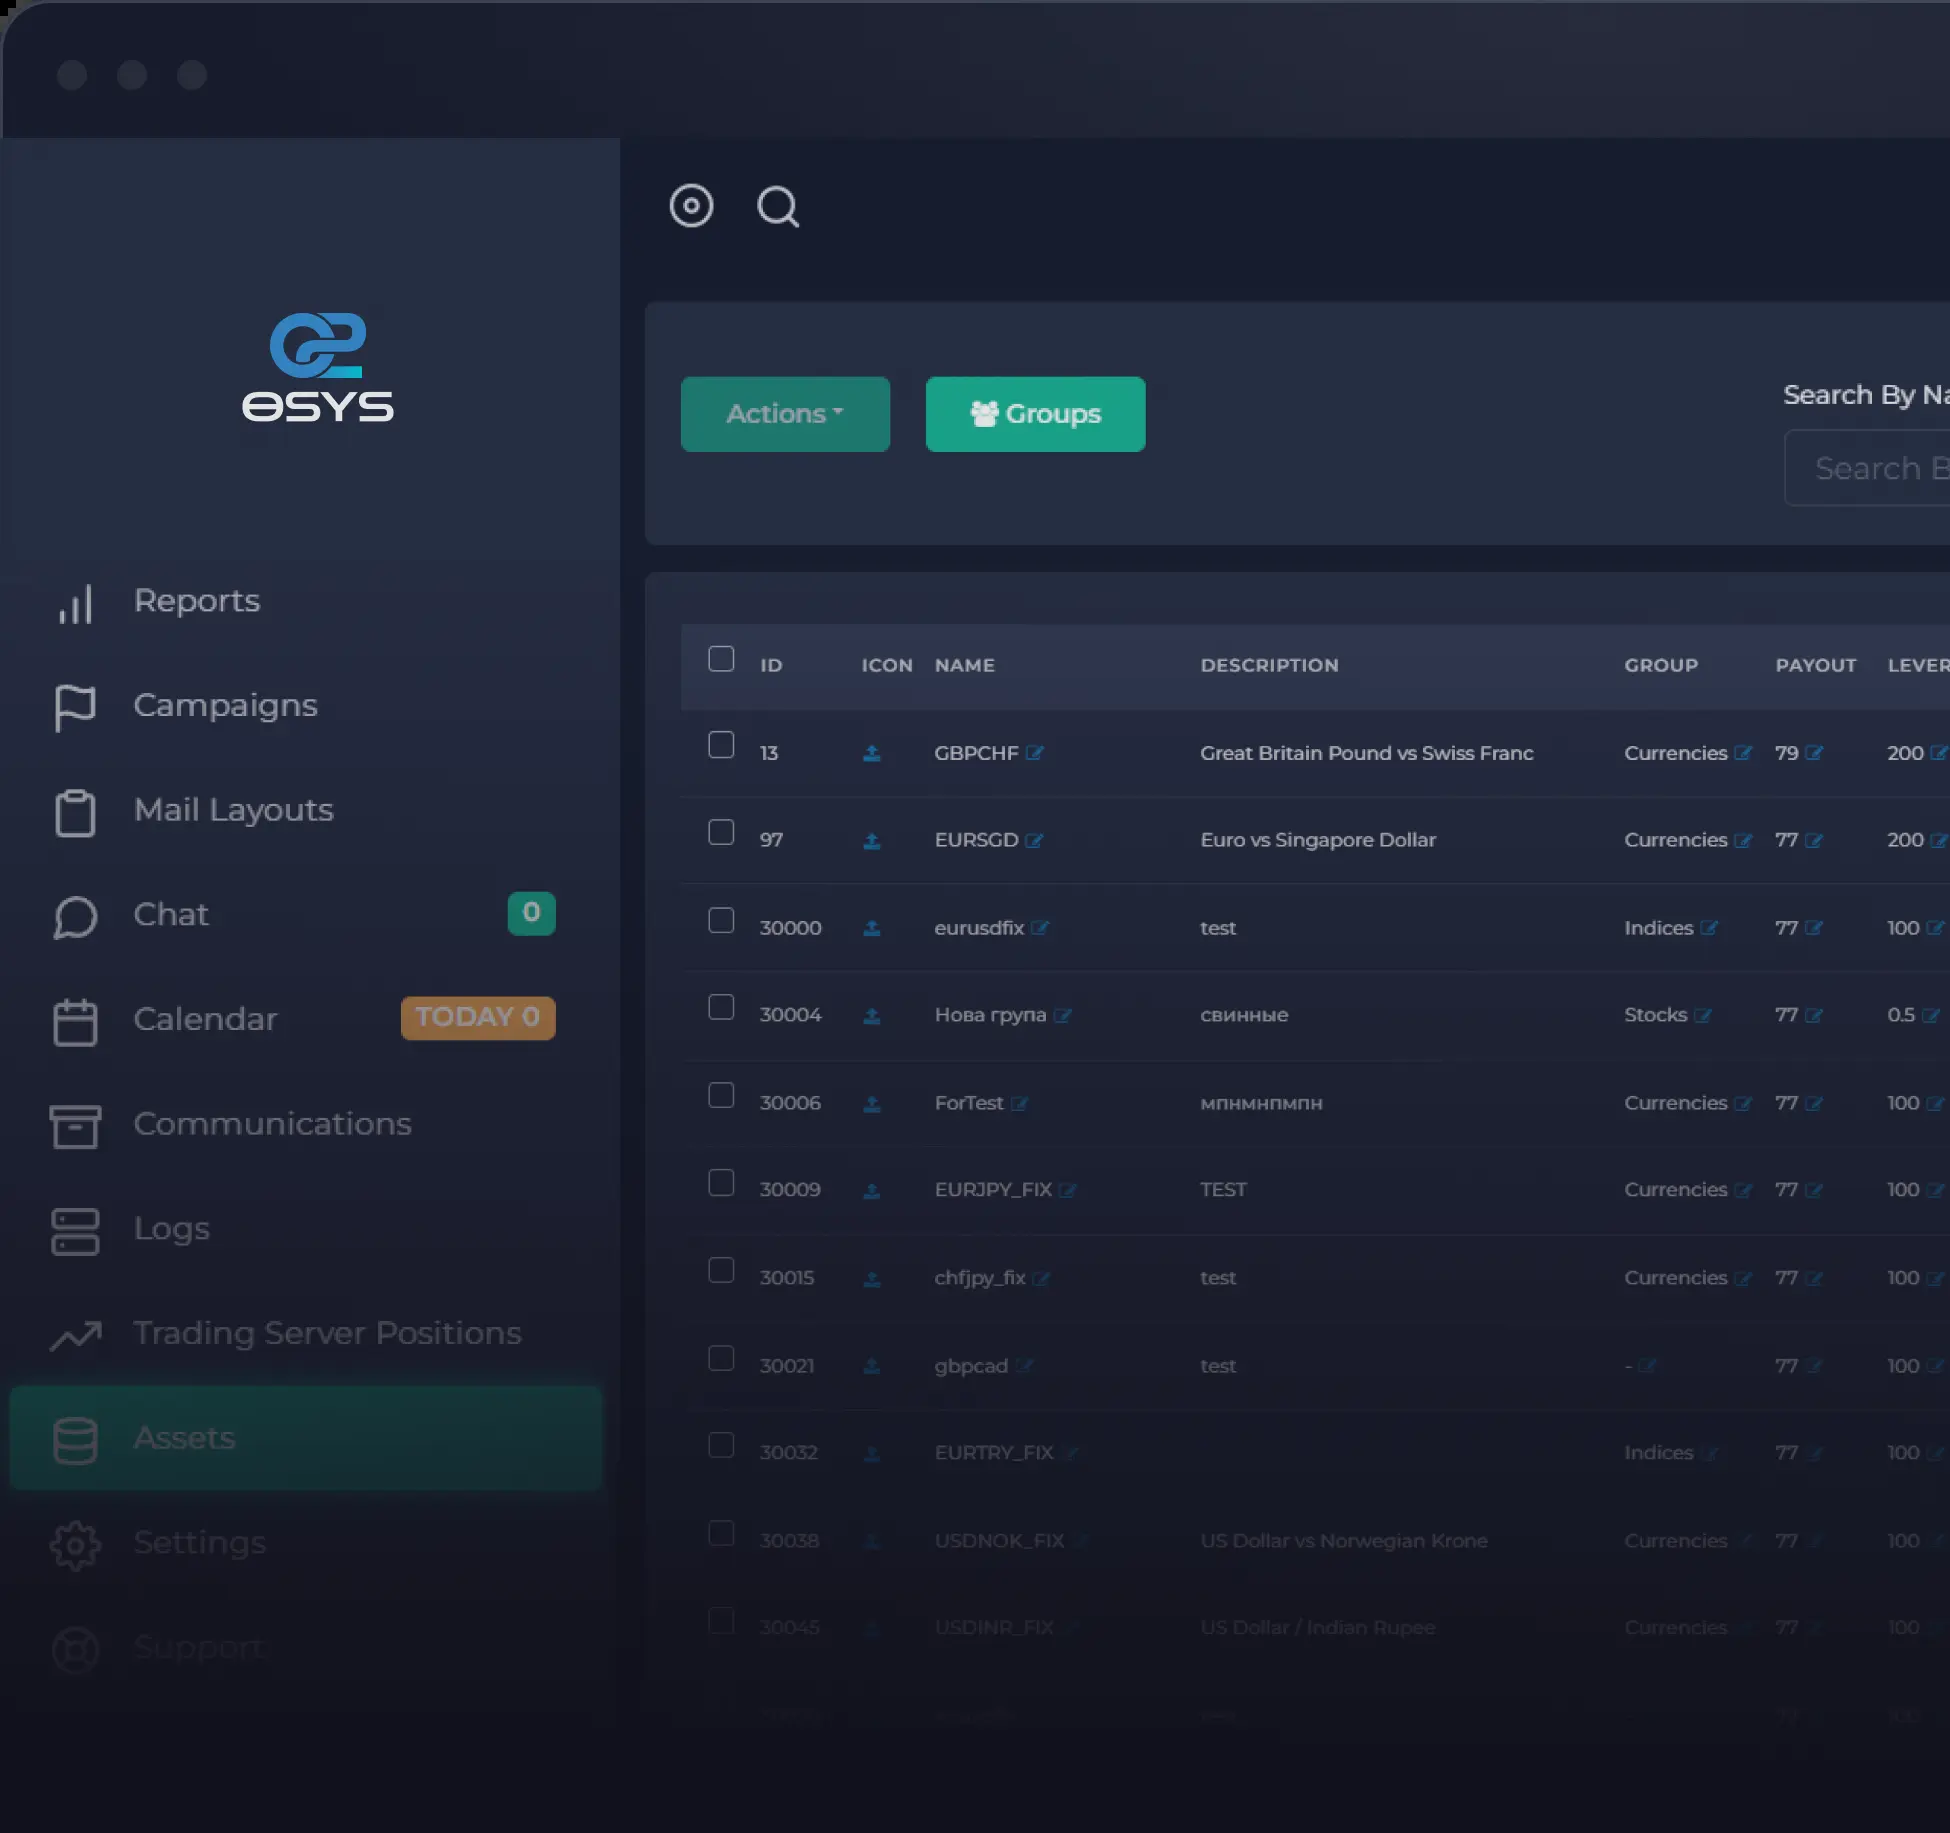 OSYS
Reports
Campaigns
Mail Layouts
Chat 0
Calendar TODAY 0
Communications
Logs
Trading Server Positions
Assets
Settings
Support
Actions Groups
Search By Na
Search B
ID ICON NAME DESCRIPTION GROUP PAYOUT LEVER
13 GBPCHF Great Britain Pound vs Swiss Franc Currencies 79 200
97 EURSGD Euro vs Singapore Dollar Currencies 77 200
30000 eurusdfix test Indices 77 100
30004 Нова група свинные Stocks 77 0.5
30006 ForTest мпнмнпмпн Currencies 77 100
30009 EURJPY_FIX TEST Currencies 77 100
30015 chfjpy_fix test Currencies 77 100
30021 gbpcad test - 77 100
30032 EURTRY_FIX Indices 77 100
30038 USDNOK_FIX US Dollar vs Norwegian Krone Currencies 77 100
30045 USDINR_FIX US Dollar / Indian Rupee Currencies 77 100